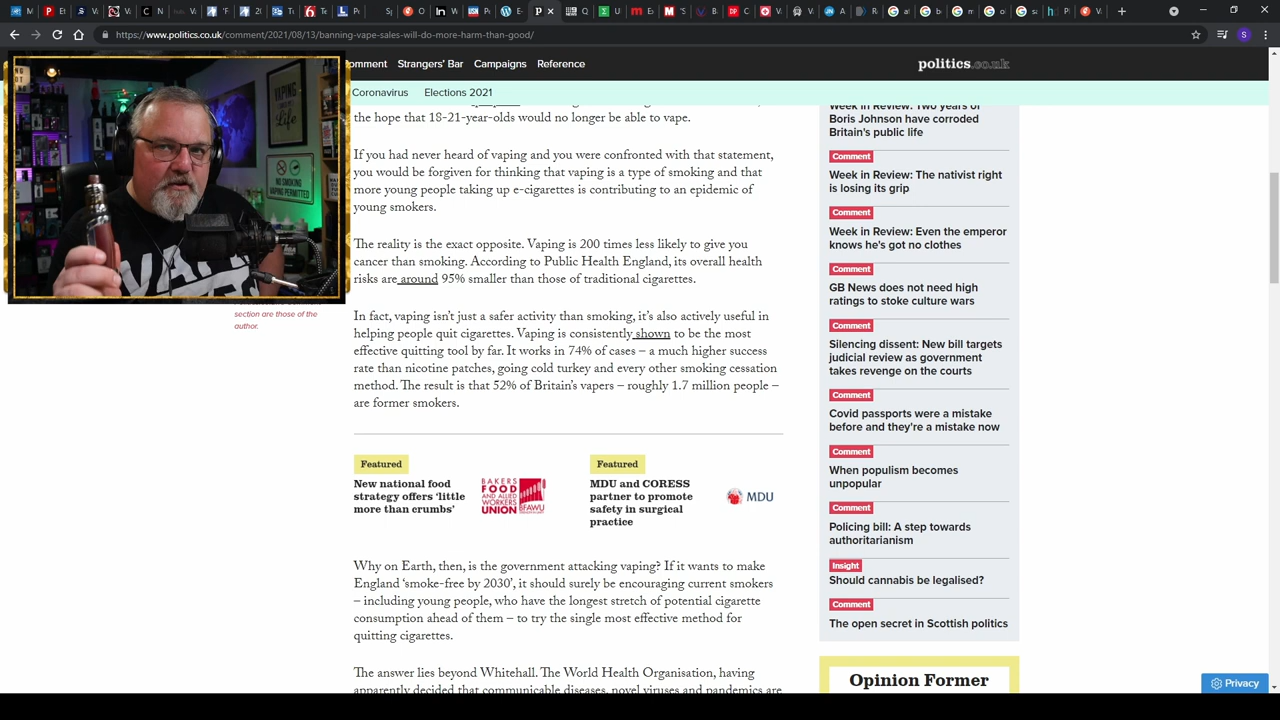 https://www.politics.co.uk/comment/2021/08/13/banning-vape-sales-will-do-more-harm-than-good/
omment
Strangers' Bar
Campaigns
Reference
politics.co.uk
Coronavirus
Elections 2021
the hope that 18-21-year-olds would no longer be able to vape.
If you had never heard of vaping and you were confronted with that statement,
you would be forgiven for thinking that vaping is a type of smoking and that
more young people taking up e-cigarettes is contributing to an epidemic of
young smokers.
The reality is the exact opposite. Vaping is 200 times less likely to give you
cancer than smoking. According to Public Health England, its overall health
risks are around 95% smaller than those of traditional cigarettes.
section are those of the
author.
In fact, vaping isn't just a safer activity than smoking, it's also actively useful in
helping people quit cigarettes. Vaping is consistently shown to be the most
effective quitting tool by far. It works in 74% of cases – a much higher success
rate than nicotine patches, going cold turkey and every other smoking cessation
method. The result is that 52% of Britain's vapers – roughly 1.7 million people –
are former smokers.
Featured
New national food
strategy offers 'little
more than crumbs'
BAKERS
FOOD
AND ALLIED
WORKERS
UNION
BFAWU
Featured
MDU and CORESS
partner to promote
safety in surgical
practice
MDU
Why on Earth, then, is the government attacking vaping? If it wants to make
England 'smoke-free by 2030', it should surely be encouraging current smokers
– including young people, who have the longest stretch of potential cigarette
consumption ahead of them – to try the single most effective method for
quitting cigarettes.
The answer lies beyond Whitehall. The World Health Organisation, having
apparently decided that communicable diseases, novel viruses and pandemics are
Week in Review: Two years of
Boris Johnson have corroded
Britain's public life
Comment
Week in Review: The nativist right
is losing its grip
Comment
Week in Review: Even the emperor
knows he's got no clothes
Comment
GB News does not need high
ratings to stoke culture wars
Comment
Silencing dissent: New bill targets
judicial review as government
takes revenge on the courts
Comment
Covid passports were a mistake
before and they're a mistake now
Comment
When populism becomes
unpopular
Comment
Policing bill: A step towards
authoritarianism
Insight
Should cannabis be legalised?
Comment
The open secret in Scottish politics
Opinion Former
Privacy
VAPING
Life
NO SMOKING
VAPING PERMITTED